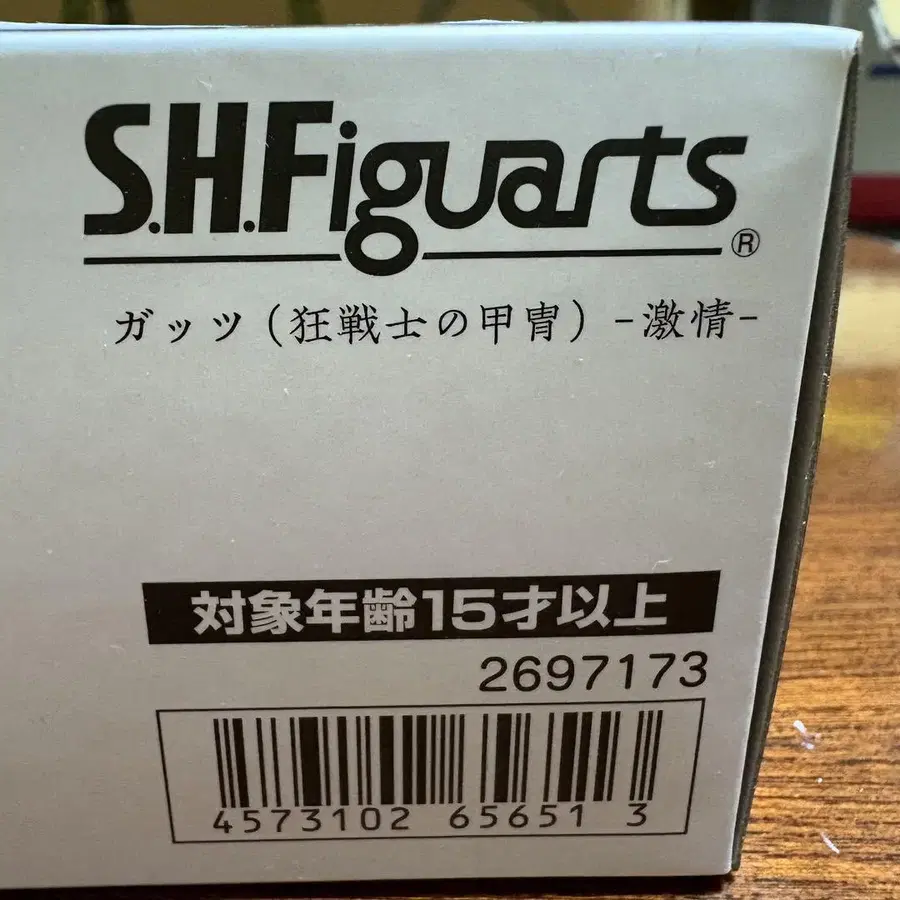 S.H.Figuarts®
ガッツ（狂戦士の甲冑）-激情-
対象年齢15才以上
2697173
4573102 65651 3